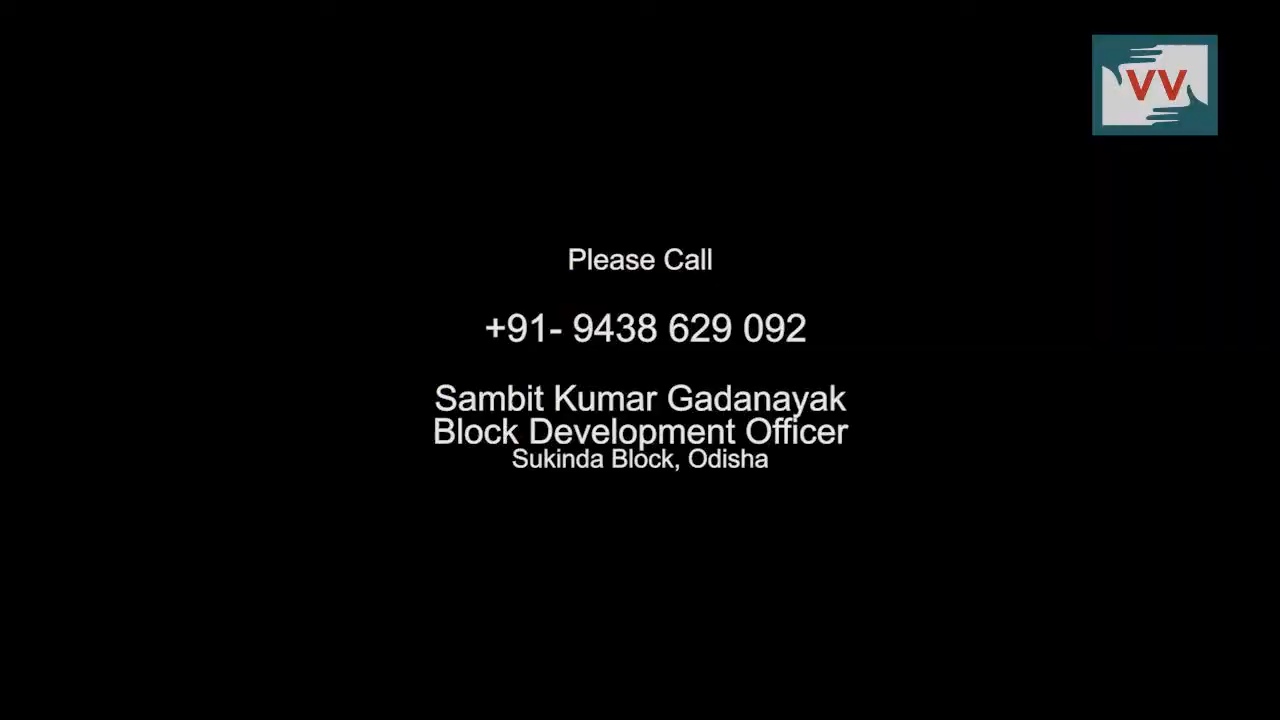 VV
Please Call
+91- 9438 629 092
Sambit Kumar Gadanayak
Block Development Officer
Sukinda Block, Odisha